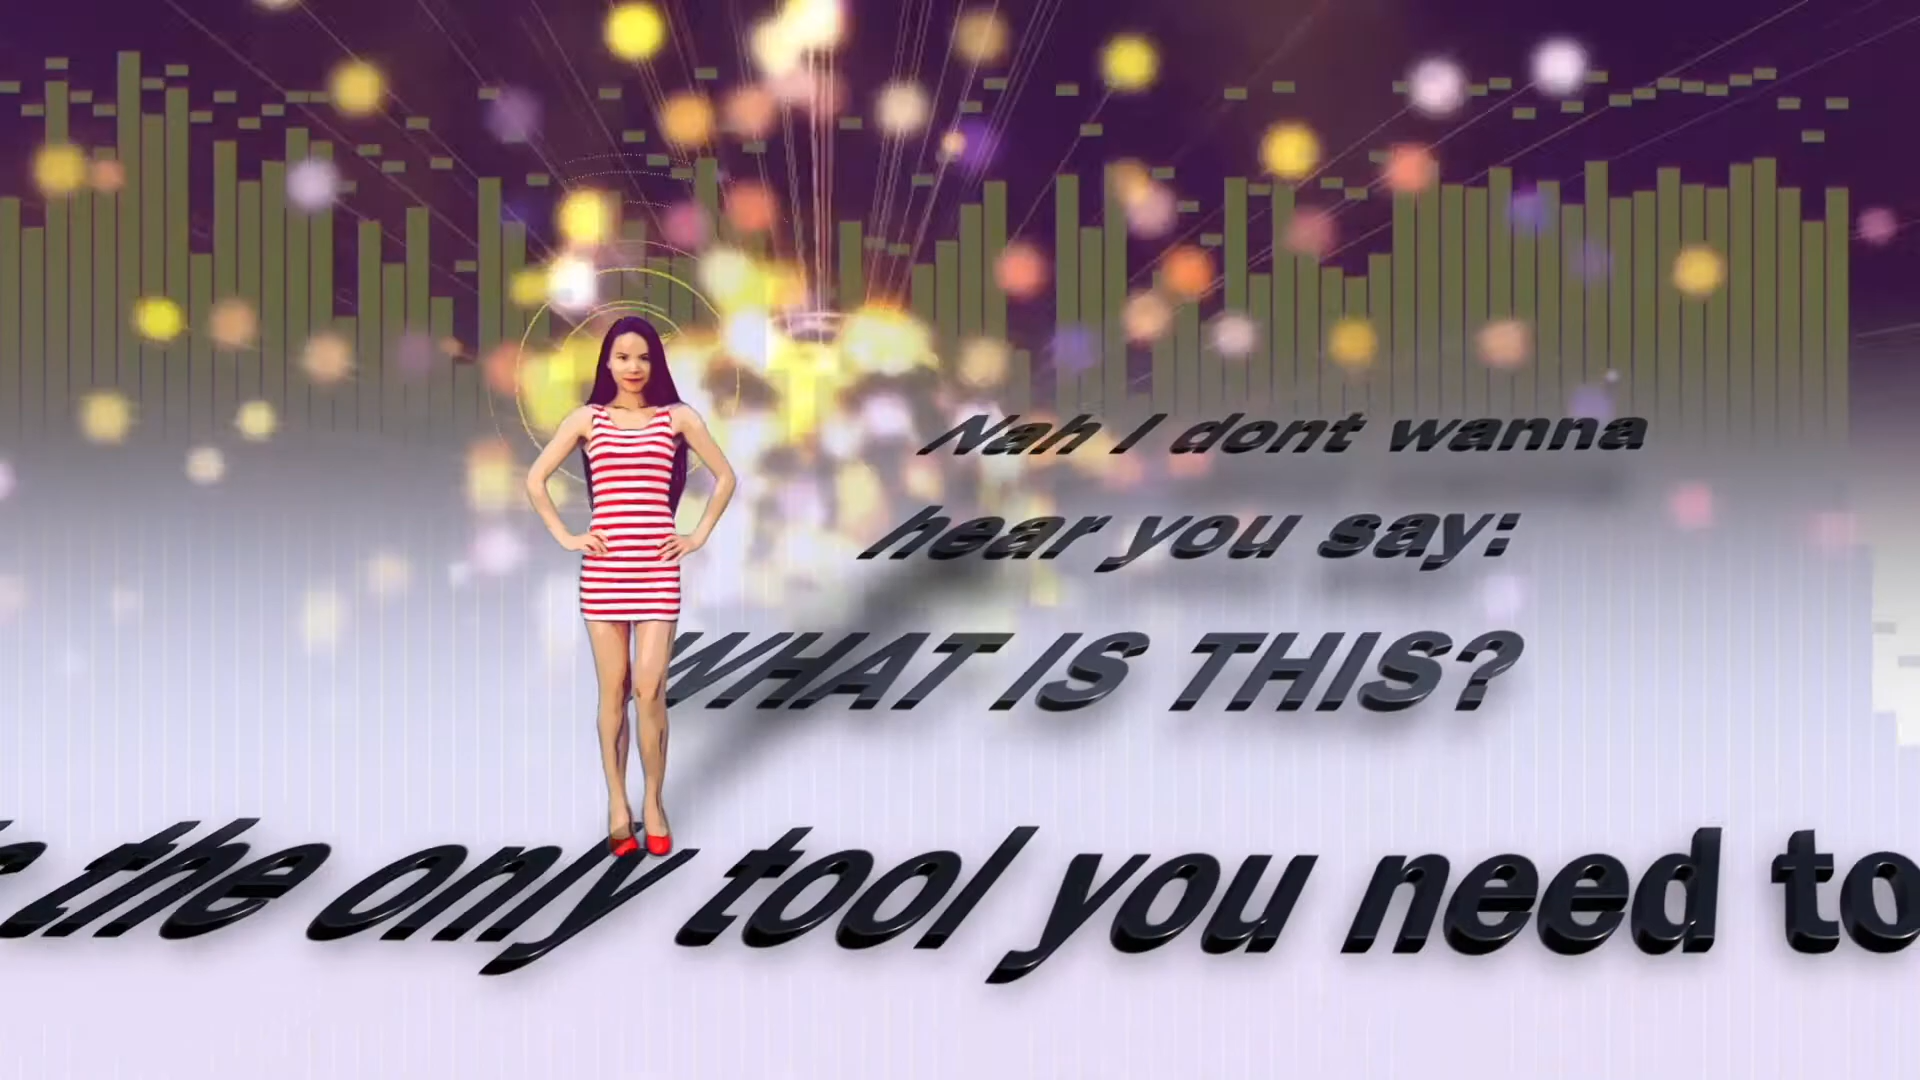 Nah I dont wanna
hear you say:
WHAT IS THIS?
the only tool you need to